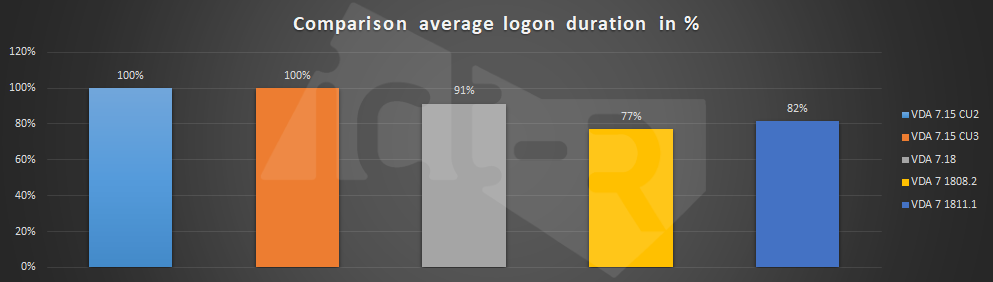 Comparison average logon duration in %
120%
100%
80%
60%
40%
20%
0%
100%
100%
91%
77%
82%
VDA 7.15 CU2
VDA 7.15 CU3
VDA 7.18
VDA 7 1808.2
VDA 7 1811.1